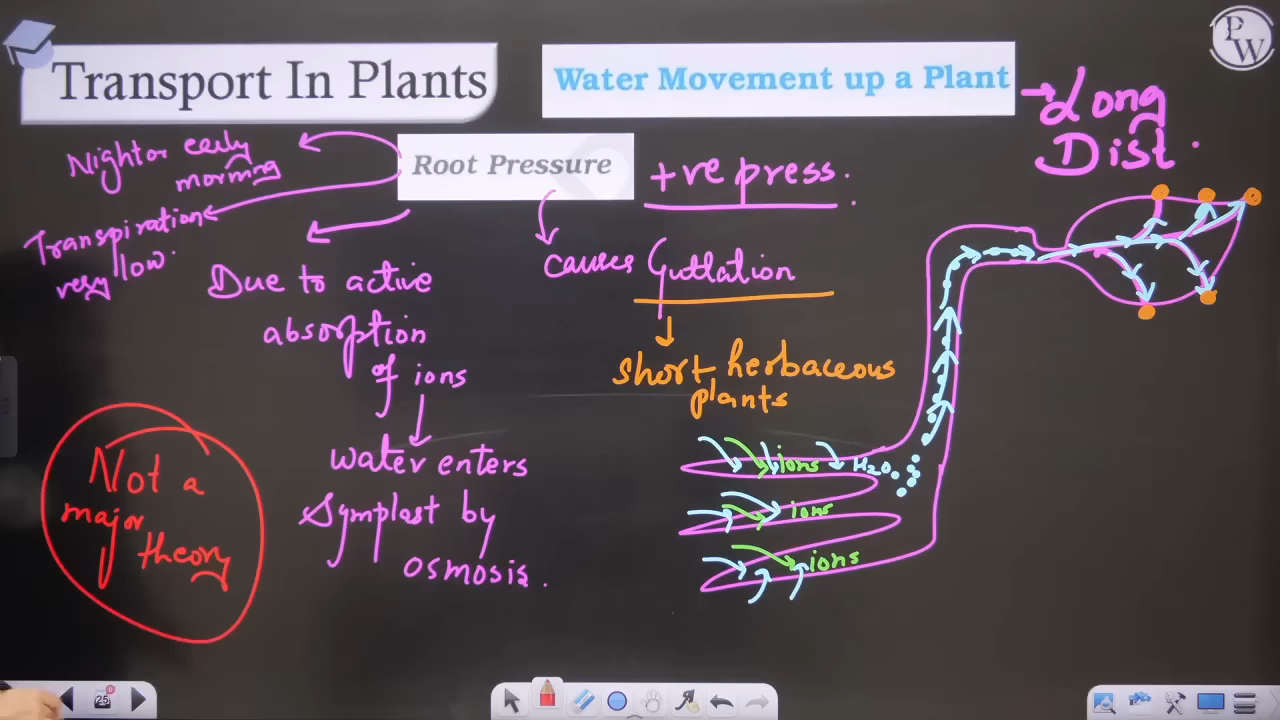 Transport In Plants
Water Movement up a Plant
→ Long
Dist.
PW
Night or early
morning
Root Pressure
+ve press.
Transpiration
very low.
Due to active
absorption
of ions
↓
water enters
Symplast by
osmosis.
causes Guttation
↓
Short herbaceous
plants
ions
H2O
ions
ions
Not a
major
theory
25